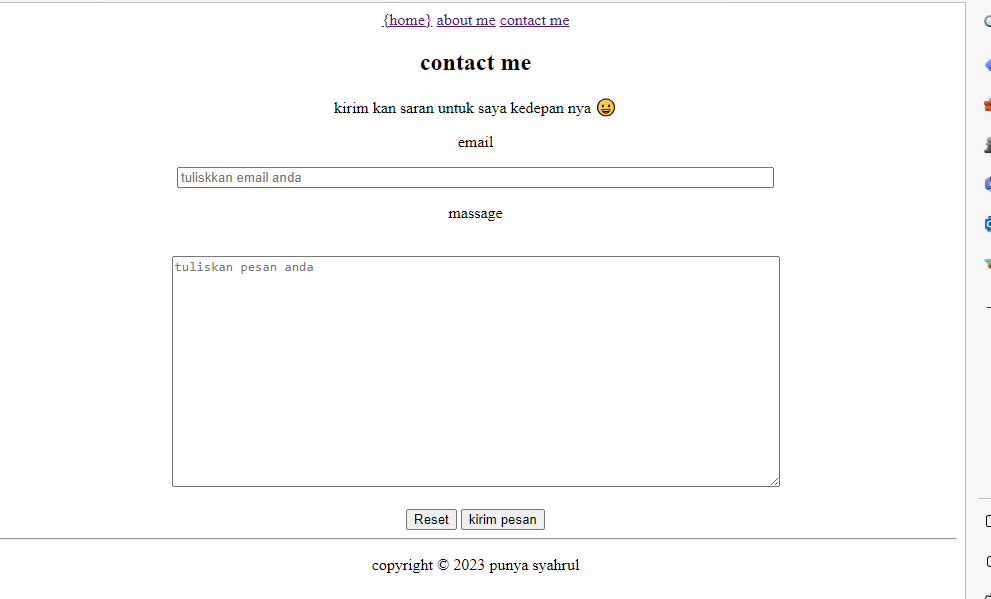 {home} about me contact me
contact me
kirim kan saran untuk saya kedepan nya 😀
email
tuliskkan email anda
massage
tuliskan pesan anda
Reset kirim pesan
copyright © 2023 punya syahrul